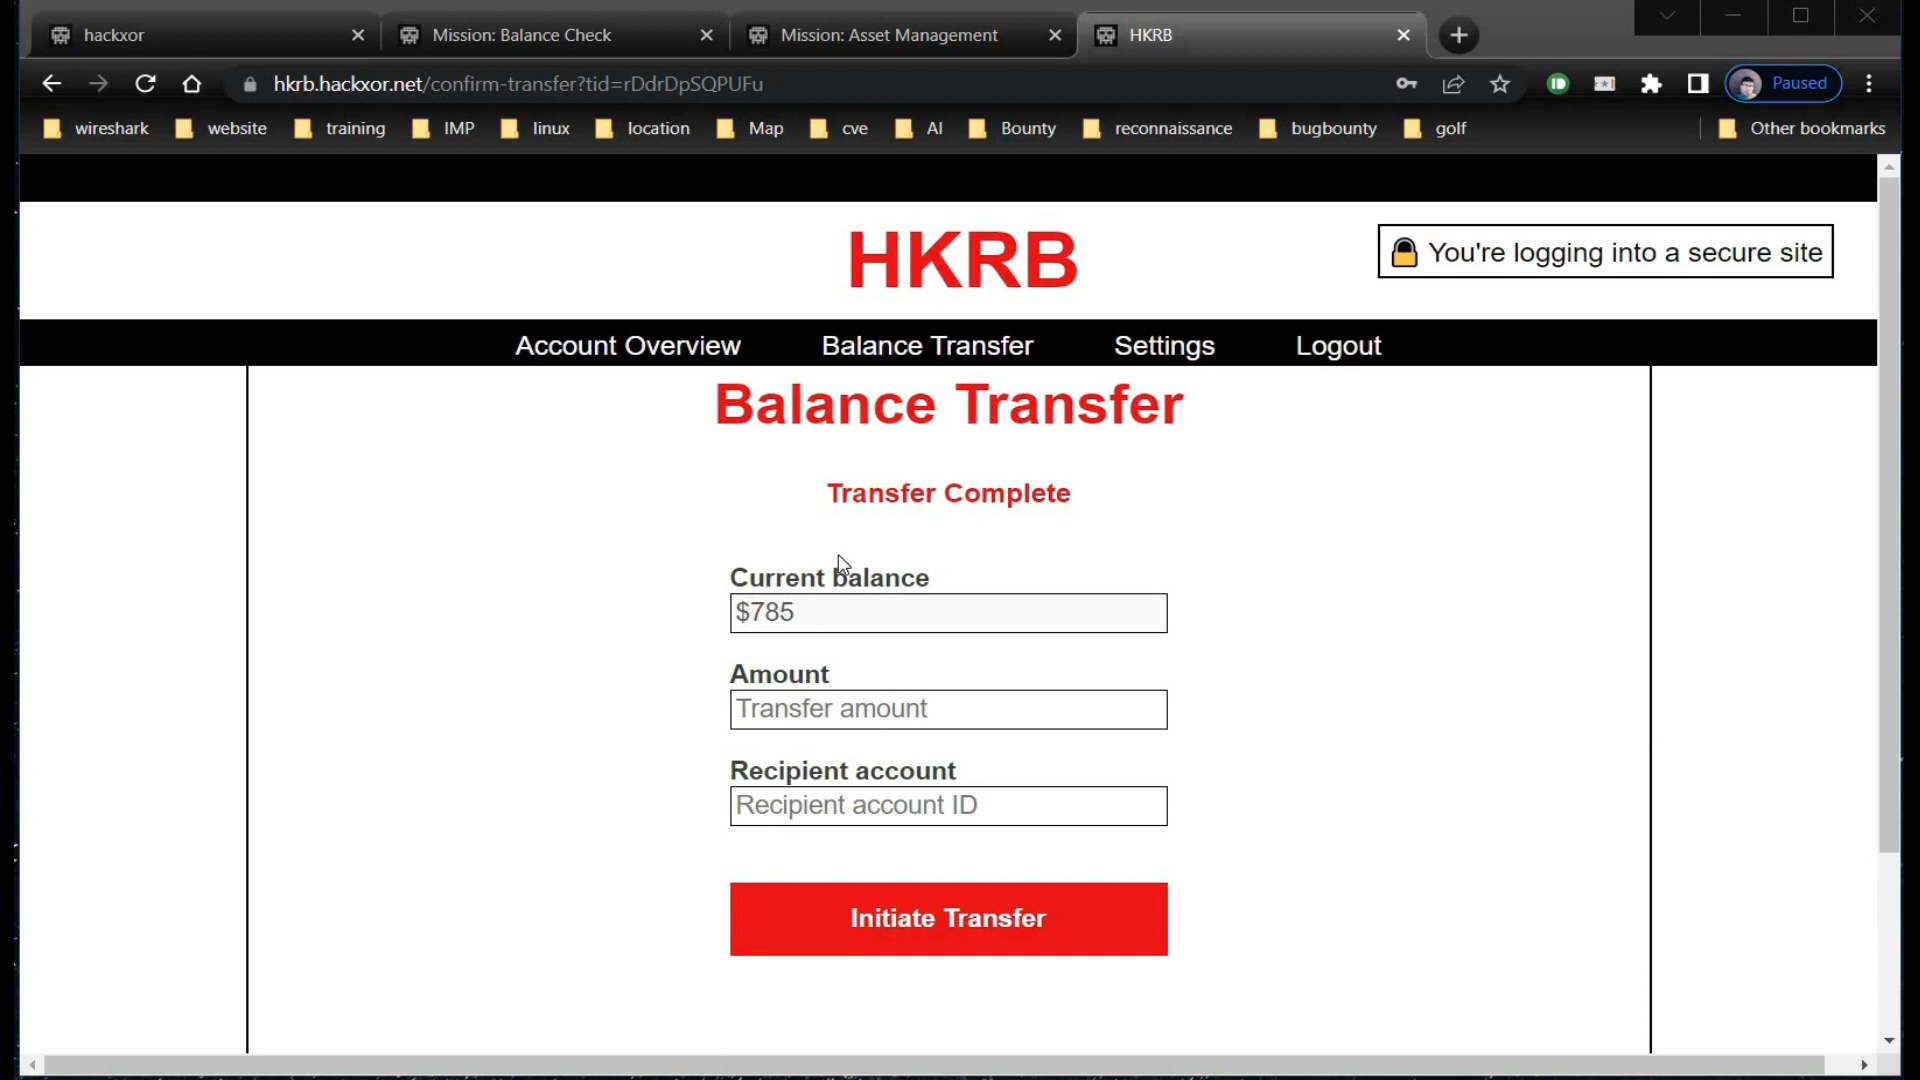 hackxor
Mission: Balance Check
Mission: Asset Management
HKRB
hkrb.hackxor.net/confirm-transfer?tid=rDdrDpSQPUFu
Paused
wireshark
website
training
IMP
linux
location
Map
cve
AI
Bounty
reconnaissance
bugbounty
golf
Other bookmarks
HKRB
You're logging into a secure site
Account Overview
Balance Transfer
Settings
Logout
Balance Transfer
Transfer Complete
Current balance
$785
Amount
Transfer amount
Recipient account
Recipient account ID
Initiate Transfer